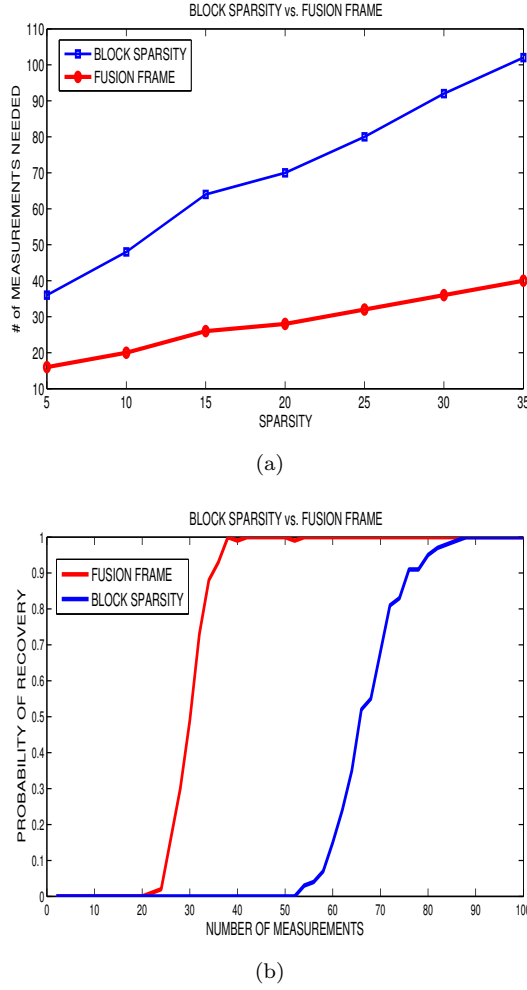 BLOCK SPARSITY vs. FUSION FRAME
110
100
90
80
70
60
50
40
30
20
10
# of MEASUREMENTS NEEDED
BLOCK SPARSITY
FUSION FRAME
5 10 15 20 25 30 35
SPARSITY
(a)
BLOCK SPARSITY vs. FUSION FRAME
1
0.9
0.8
0.7
0.6
0.5
0.4
0.3
0.2
0.1
0
PROBABILITY OF RECOVERY
FUSION FRAME
BLOCK SPARSITY
0 10 20 30 40 50 60 70 80 90 100
NUMBER OF MEASUREMENTS
(b)